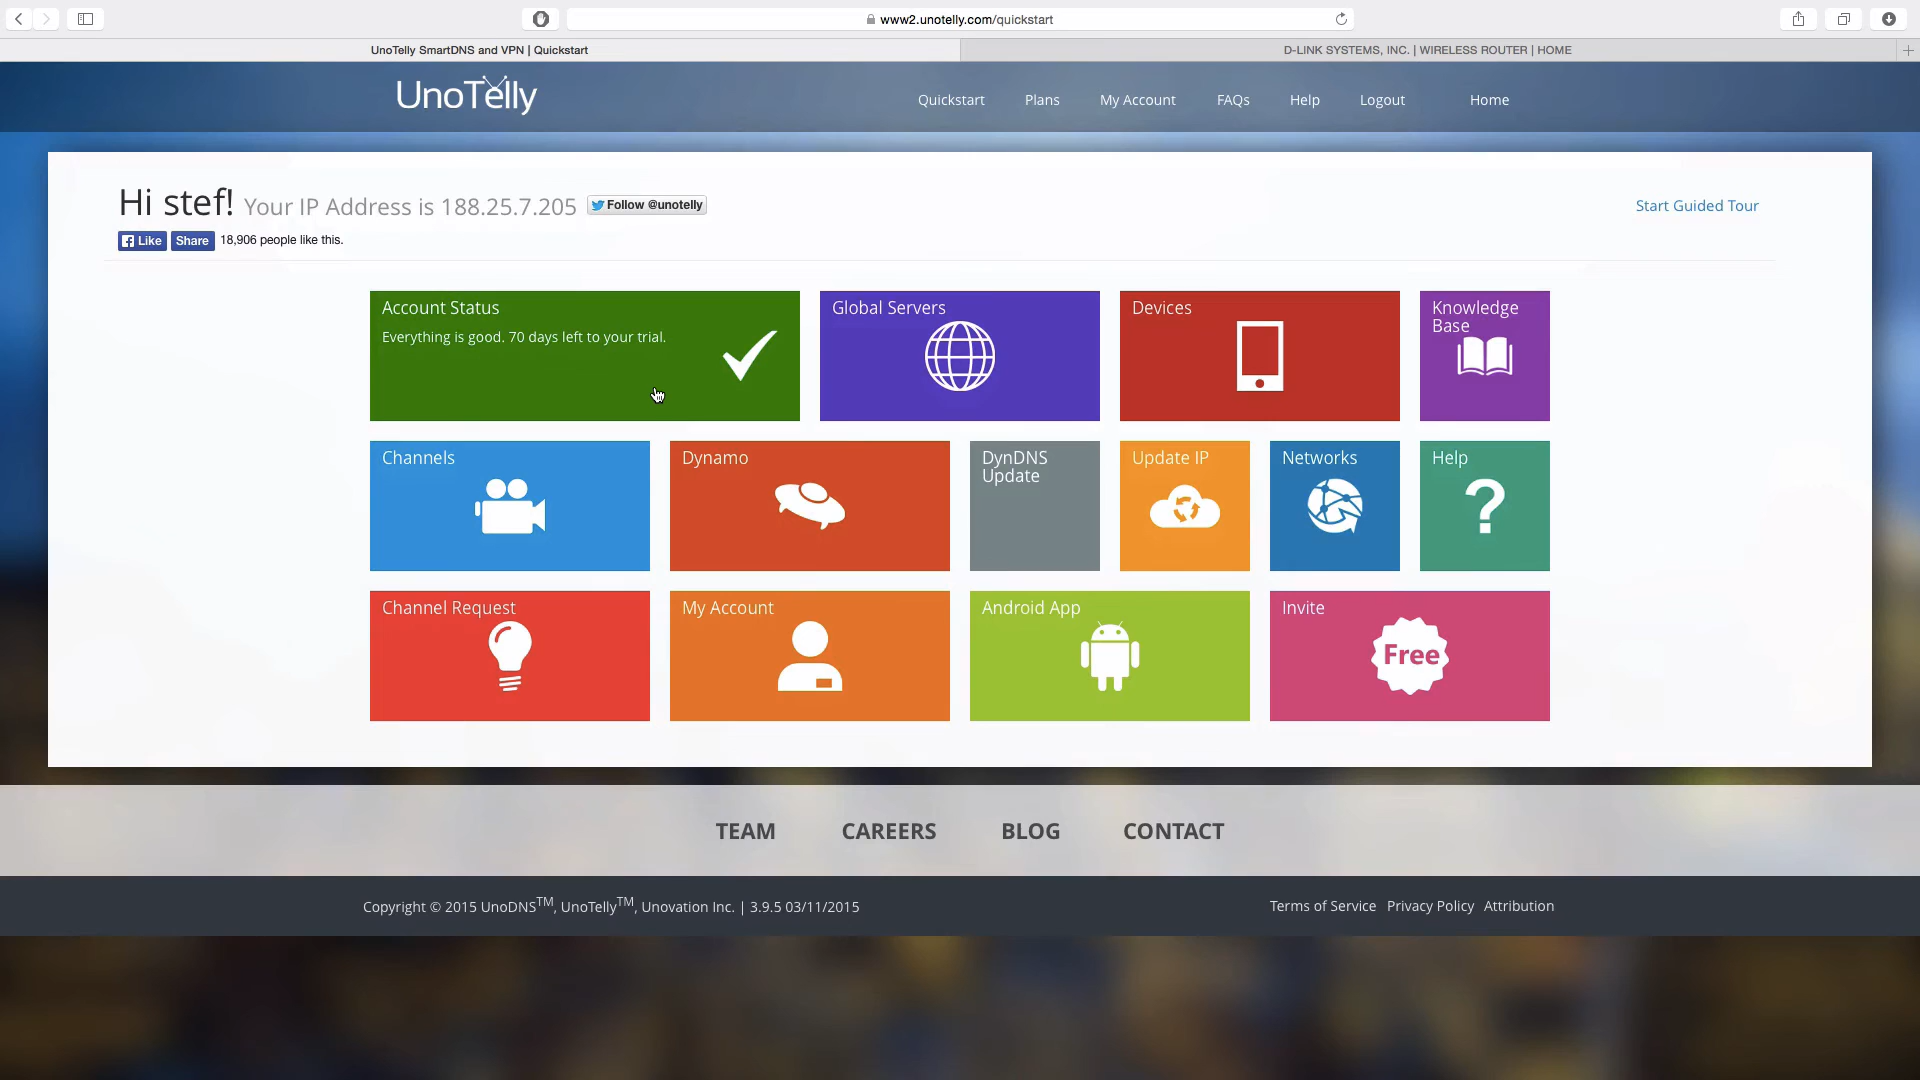 www2.unotelly.com/quickstart
UnoTelly SmartDNS and VPN | Quickstart
D-LINK SYSTEMS, INC. | WIRELESS ROUTER | HOME
UnoTelly
Quickstart Plans My Account FAQs Help Logout Home
Hi stef! Your IP Address is 188.25.7.205 Follow @unotelly
Start Guided Tour
Like Share 18,906 people like this.
Account Status
Everything is good. 70 days left to your trial.
Global Servers
Devices
Knowledge
Base
Channels
Dynamo
DynDNS
Update
Update IP
Networks
Help
?
Channel Request
My Account
Android App
Invite
Free
TEAM CAREERS BLOG CONTACT
Copyright © 2015 UnoDNS™, UnoTelly™, Unovation Inc. | 3.9.5 03/11/2015
Terms of Service Privacy Policy Attribution